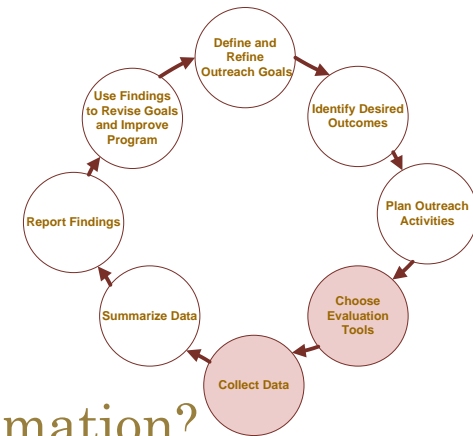 Define and
Refine
Outreach Goals
Identify Desired
Outcomes
Plan Outreach
Activities
Choose
Evaluation
Tools
Collect Data
Summarize Data
Report Findings
Use Findings
to Revise Goals
and Improve
Program
mation?